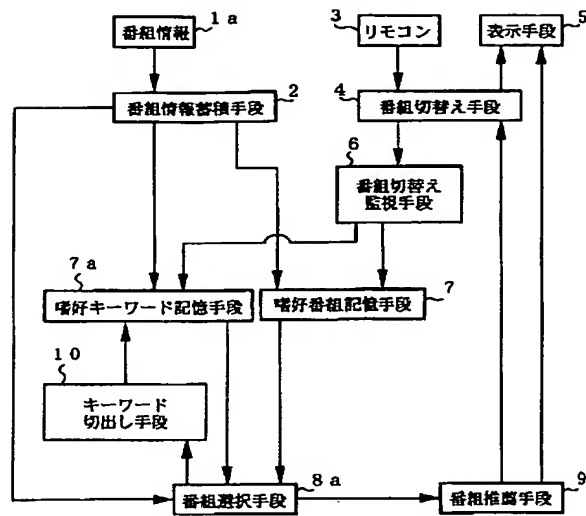 1a
番組情報
3
リモコン
5
表示手段
2
番組情報蓄積手段
4
番組切替え手段
6
番組切替え
監視手段
7a
嗜好キーワード記憶手段
7
嗜好番組記憶手段
10
キーワード
切出し手段
番組選択手段
8a
番組推薦手段
9